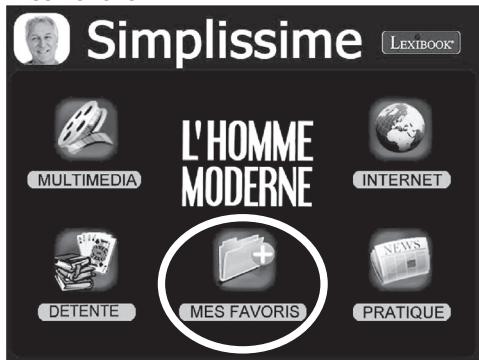 Simplissime LEXIBOOK®
L'HOMME
MODERNE
MULTIMEDIA INTERNET
NEWS
DETENTE MES FAVORIS PRATIQUE